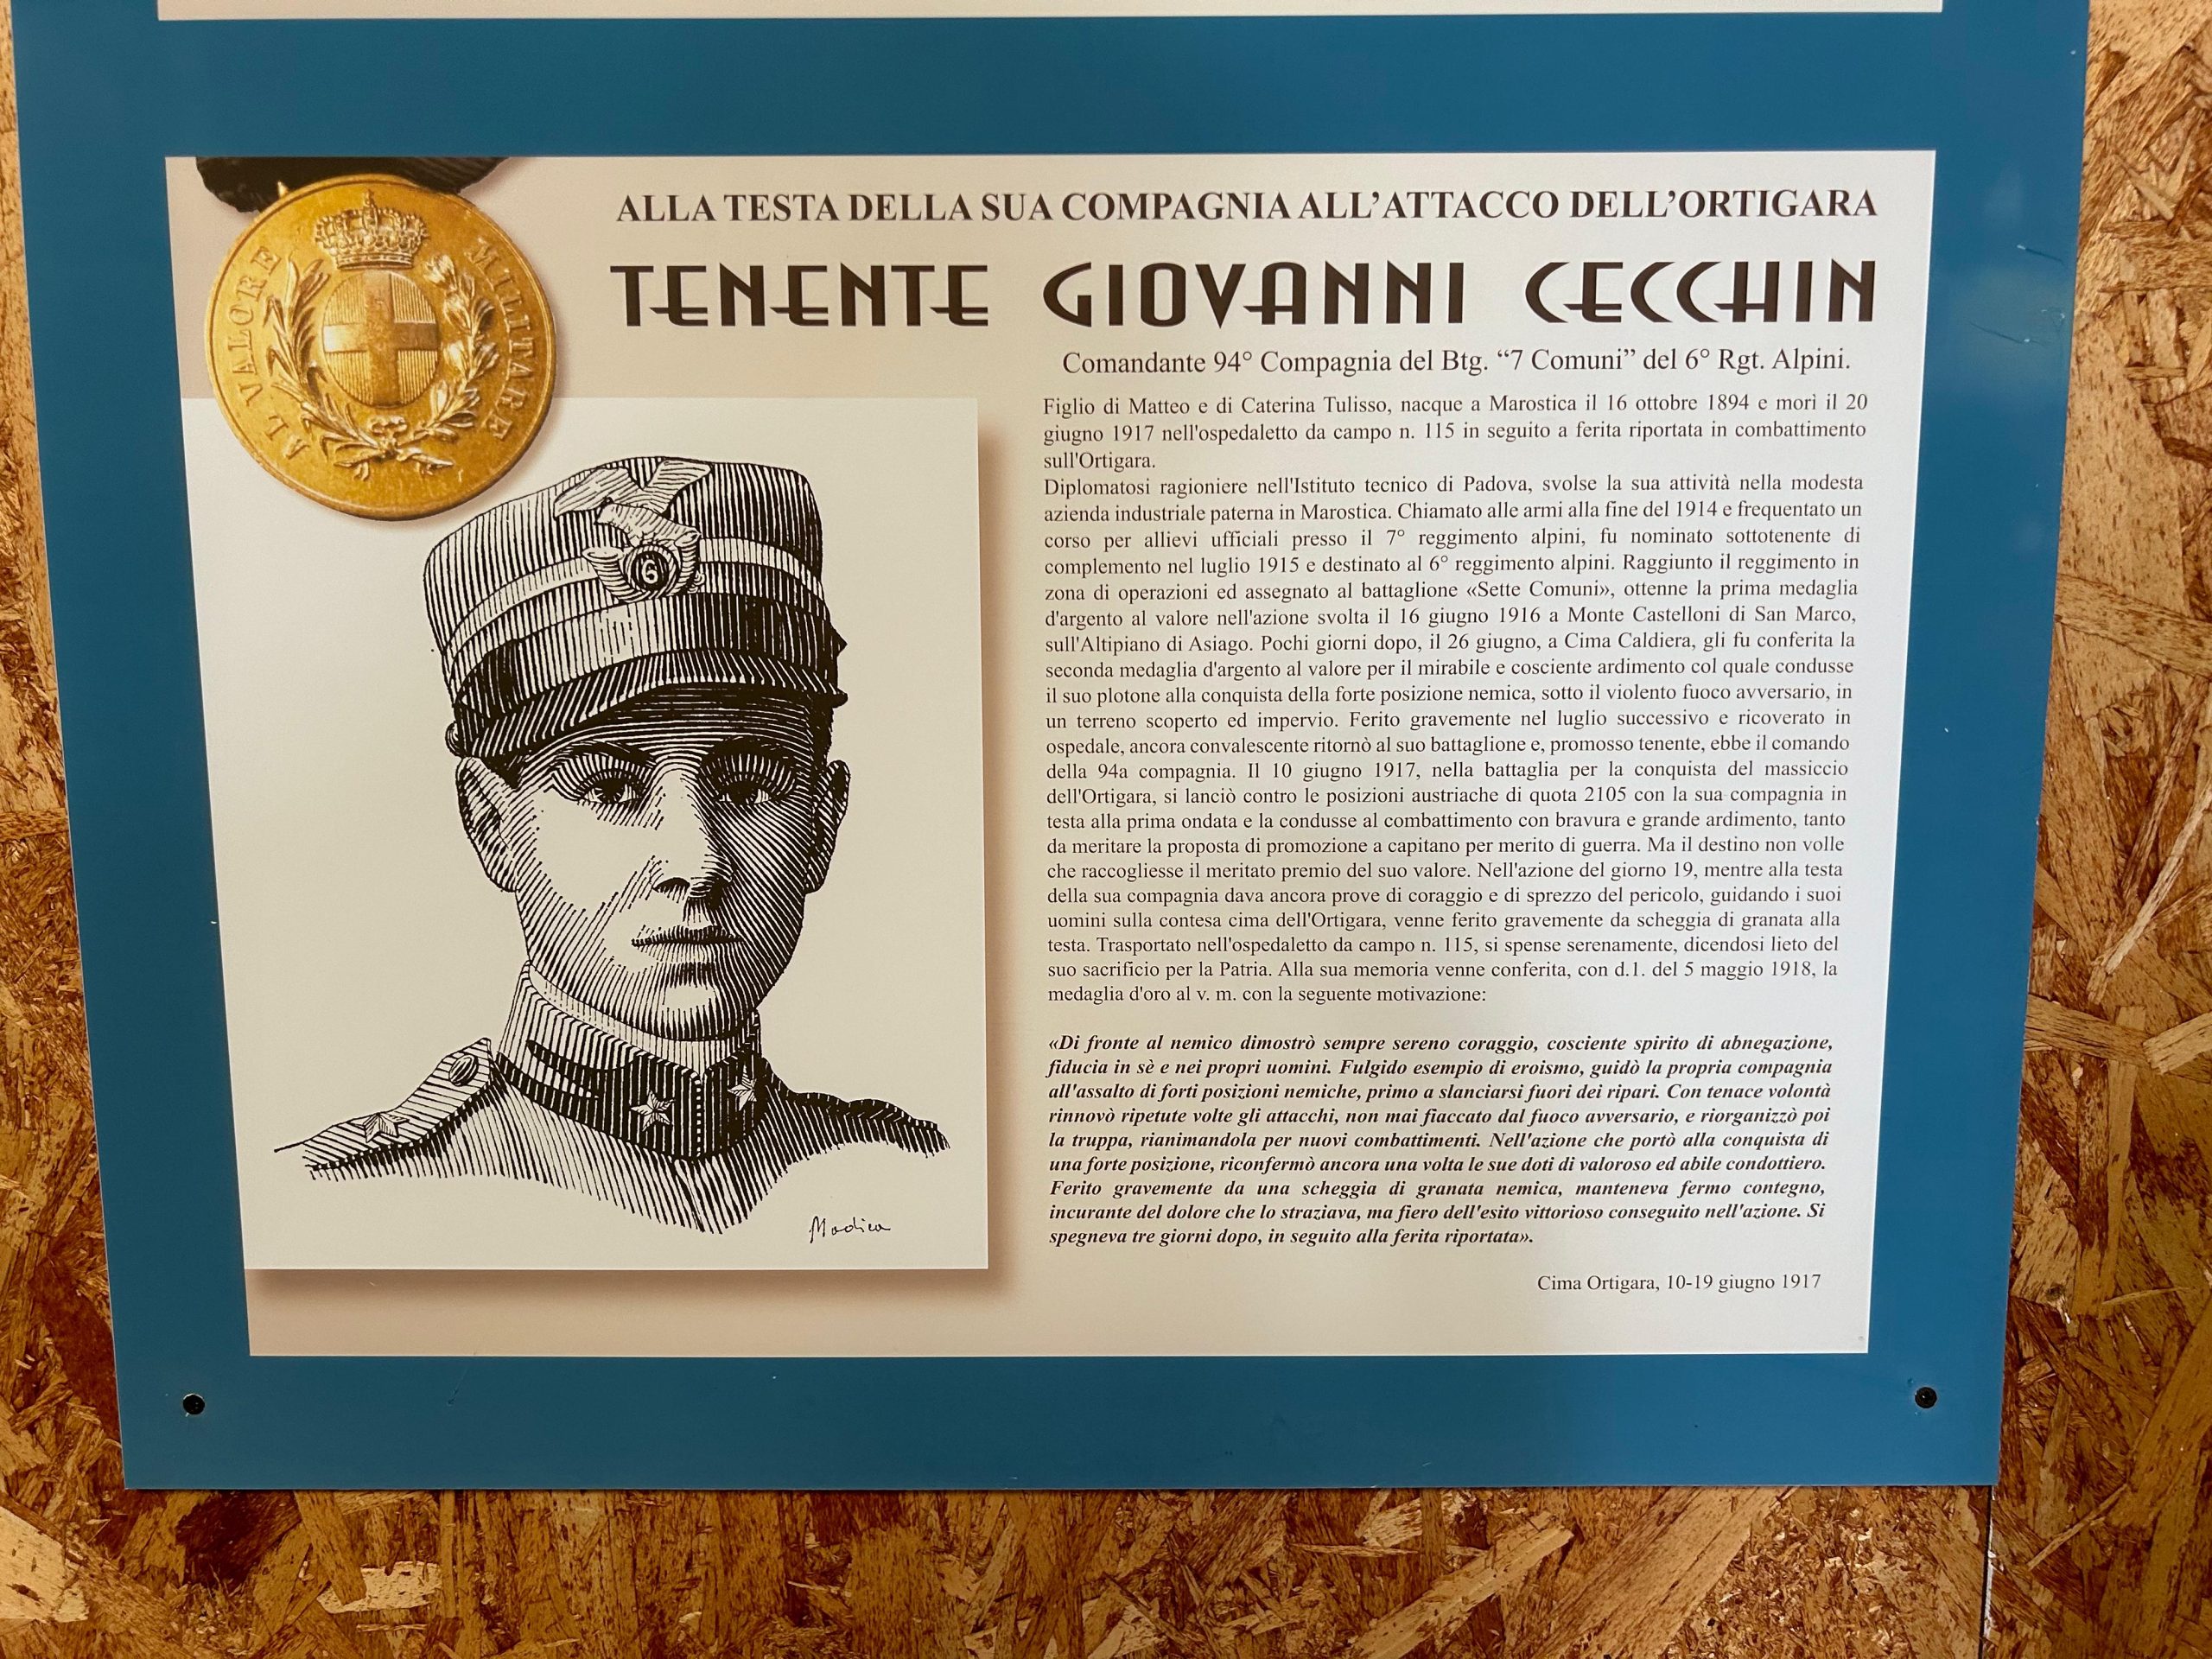 AL VALORE MILITARE
ALLA TESTA DELLA SUA COMPAGNIA ALL'ATTACCO DELL'ORTIGARA
TENENTE GIOVANNI CECCHIN
Comandante 94° Compagnia del Btg. “7 Comuni” del 6° Rgt. Alpini.
Figlio di Matteo e di Caterina Tulisso, nacque a Marostica il 16 ottobre 1894 e morì il 20
giugno 1917 nell'ospedaletto da campo n. 115 in seguito a ferita riportata in combattimento
sull'Ortigara.
Diplomatosi ragioniere nell'Istituto tecnico di Padova, svolse la sua attività nella modesta
azienda industriale paterna in Marostica. Chiamato alle armi alla fine del 1914 e frequentato un
corso per allievi ufficiali presso il 7° reggimento alpini, fu nominato sottotenente di
complemento nel luglio 1915 e destinato al 6° reggimento alpini. Raggiunto il reggimento in
zona di operazioni ed assegnato al battaglione «Sette Comuni», ottenne la prima medaglia
d'argento al valore nell'azione svolta il 16 giugno 1916 a Monte Castelloni di San Marco,
sull'Altipiano di Asiago. Pochi giorni dopo, il 26 giugno, a Cima Caldiera, gli fu conferita la
seconda medaglia d'argento al valore per il mirabile e cosciente ardimento col quale condusse
il suo plotone alla conquista della forte posizione nemica, sotto il violento fuoco avversario, in
un terreno scoperto ed impervio. Ferito gravemente nel luglio successivo e ricoverato in
ospedale, ancora convalescente ritornò al suo battaglione e, promosso tenente, ebbe il comando
della 94a compagnia. Il 10 giugno 1917, nella battaglia per la conquista del massiccio
dell'Ortigara, si lanciò contro le posizioni austriache di quota 2105 con la sua compagnia in
testa alla prima ondata e la condusse al combattimento con bravura e grande ardimento, tanto
da meritare la proposta di promozione a capitano per merito di guerra. Ma il destino non volle
che raccogliesse il meritato premio del suo valore. Nell'azione del giorno 19, mentre alla testa
della sua compagnia dava ancora prove di coraggio e di sprezzo del pericolo, guidando i suoi
uomini sulla contesa cima dell'Ortigara, venne ferito gravemente da scheggia di granata alla
testa. Trasportato nell'ospedaletto da campo n. 115, si spense serenamente, dicendosi lieto del
suo sacrificio per la Patria. Alla sua memoria venne conferita, con d.l. del 5 maggio 1918, la
medaglia d'oro al v. m. con la seguente motivazione:
«Di fronte al nemico dimostrò sempre sereno coraggio, cosciente spirito di abnegazione,
fiducia in sè e nei propri uomini. Fulgido esempio di eroismo, guidò la propria compagnia
all'assalto di forti posizioni nemiche, primo a slanciarsi fuori dei ripari. Con tenace volontà
rinnovò ripetute volte gli attacchi, non mai fiaccato dal fuoco avversario, e riorganizzò poi
la truppa, rianimandola per nuovi combattimenti. Nell'azione che portò alla conquista di
una forte posizione, riconfermò ancora una volta le sue doti di valoroso ed abile condottiero.
Ferito gravemente da una scheggia di granata nemica, manteneva fermo contegno,
incurante del dolore che lo straziava, ma fiero dell'esito vittorioso conseguito nell'azione. Si
spegneva tre giorni dopo, in seguito alla ferita riportata».
Cima Ortigara, 10-19 giugno 1917
6
Modica